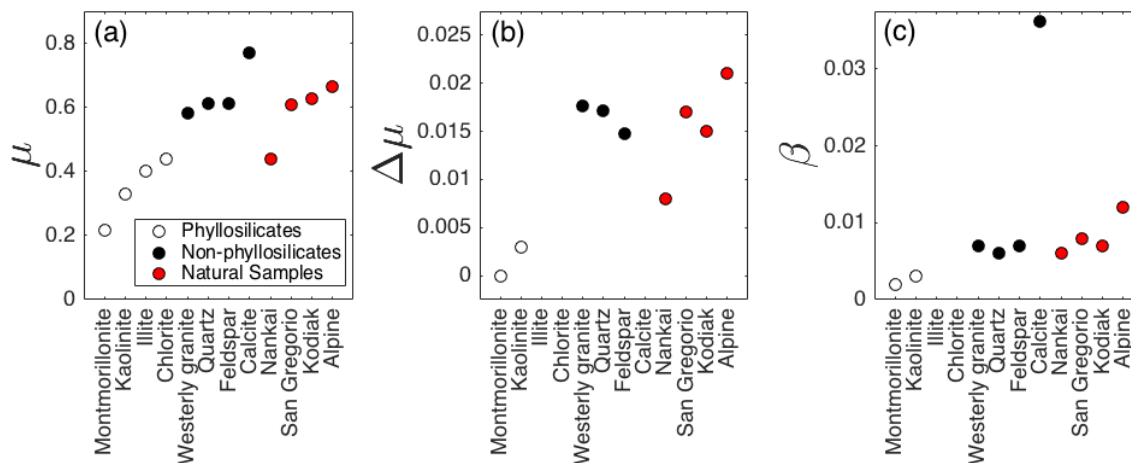 (a)
0.8
0.6
0.4
0.2
0
μ
Phyllosilicates
Non-phyllosilicates
Natural Samples
Montmorillonite
Kaolinite
Illite
Chlorite
Westerly granite
Quartz
Feldspar
Calcite
Nankai
San Gregorio
Kodiak
Alpine
(b)
0.025
0.02
0.015
0.01
0.005
0
Δμ
Montmorillonite
Kaolinite
Illite
Chlorite
Westerly granite
Quartz
Feldspar
Calcite
Nankai
San Gregorio
Kodiak
Alpine
(c)
0.03
0.02
0.01
0
β
Montmorillonite
Kaolinite
Illite
Chlorite
Westerly granite
Quartz
Feldspar
Calcite
Nankai
San Gregorio
Kodiak
Alpine